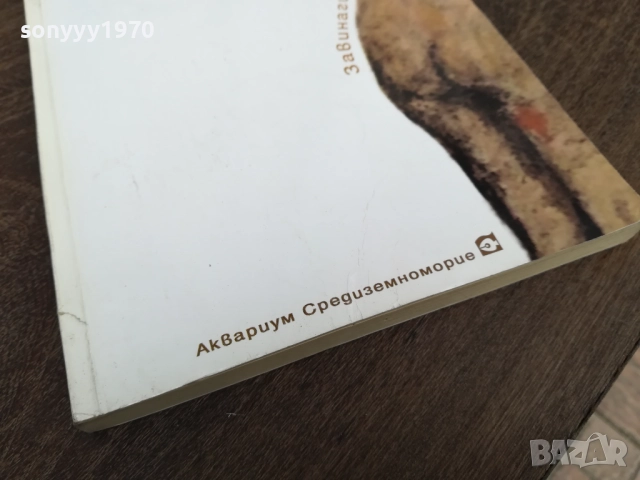 sonyyy1970
Завинаг
Аквариум Средиземноморие
BAZAR